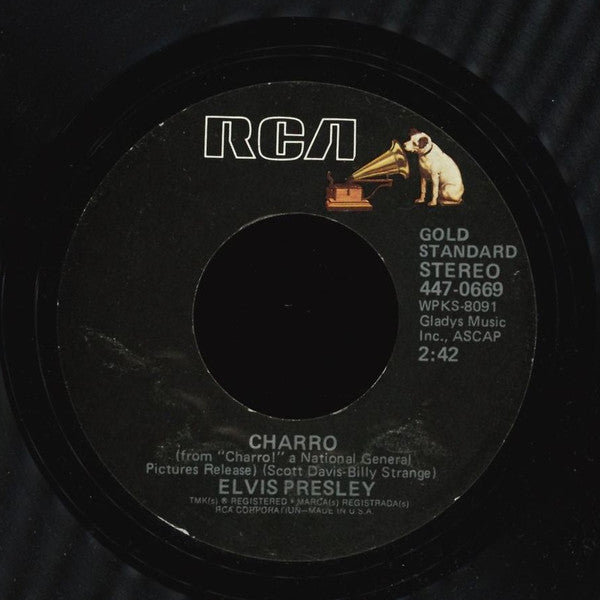 RCA
GOLD
STANDARD
STEREO
447-0669
WPKS-8091
Gladys Music
Inc., ASCAP
2:42
CHARRO
(from "Charro!" a National General
Pictures Release) (Scott Davis-Billy Strange)
ELVIS PRESLEY
TMK(s) ® REGISTERED • MARCA(s) REGISTRADA(s)
RCA CORPORATION—MADE IN U.S.A.